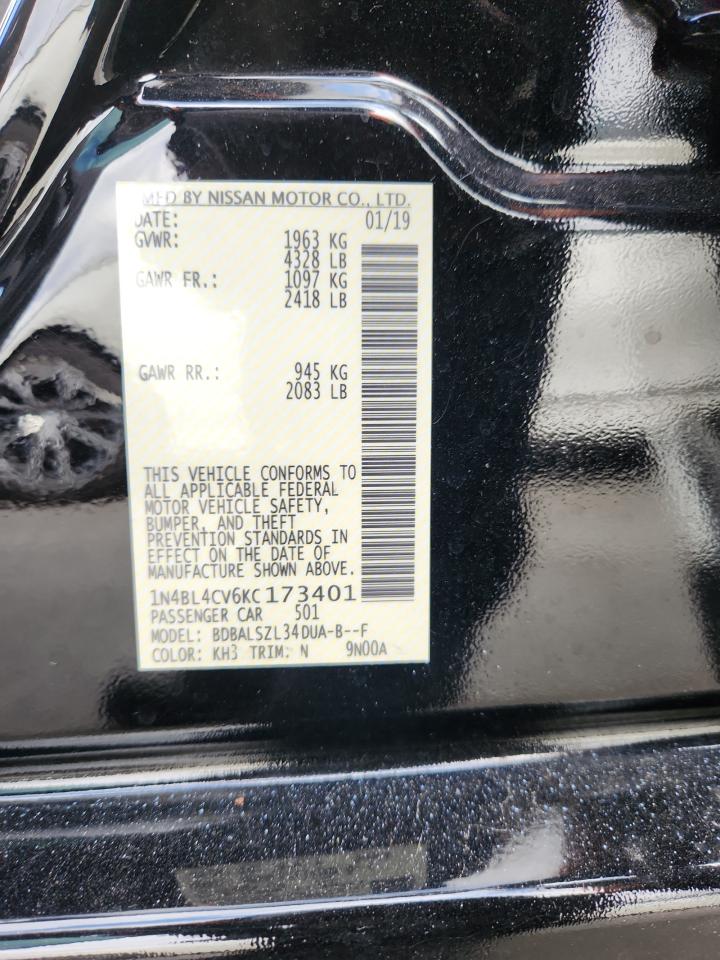 MFD BY NISSAN MOTOR CO., LTD.
DATE: 01/19
GVWR: 1963 KG
4328 LB
GAWR FR.: 1097 KG
2418 LB
GAWR RR.: 945 KG
2083 LB
THIS VEHICLE CONFORMS TO
ALL APPLICABLE FEDERAL
MOTOR VEHICLE SAFETY,
BUMPER, AND THEFT
PREVENTION STANDARDS IN
EFFECT ON THE DATE OF
MANUFACTURE SHOWN ABOVE.
1N4BL4CV6KC173401
PASSENGER CAR 501
MODEL: BDBALSZL34DUA-B--F
COLOR: KH3 TRIM: N 9N00A